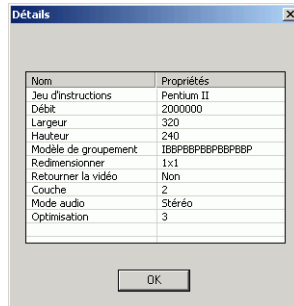 Détails
Nom Propriétés
Jeu d'instructions Pentium II
Débit 2000000
Largeur 320
Hauteur 240
Modèle de groupement IBBPBBPBBPBBPBBP
Redimensionner 1x1
Retourner la vidéo Non
Couche 2
Mode audio Stéréo
Optimisation 3
OK